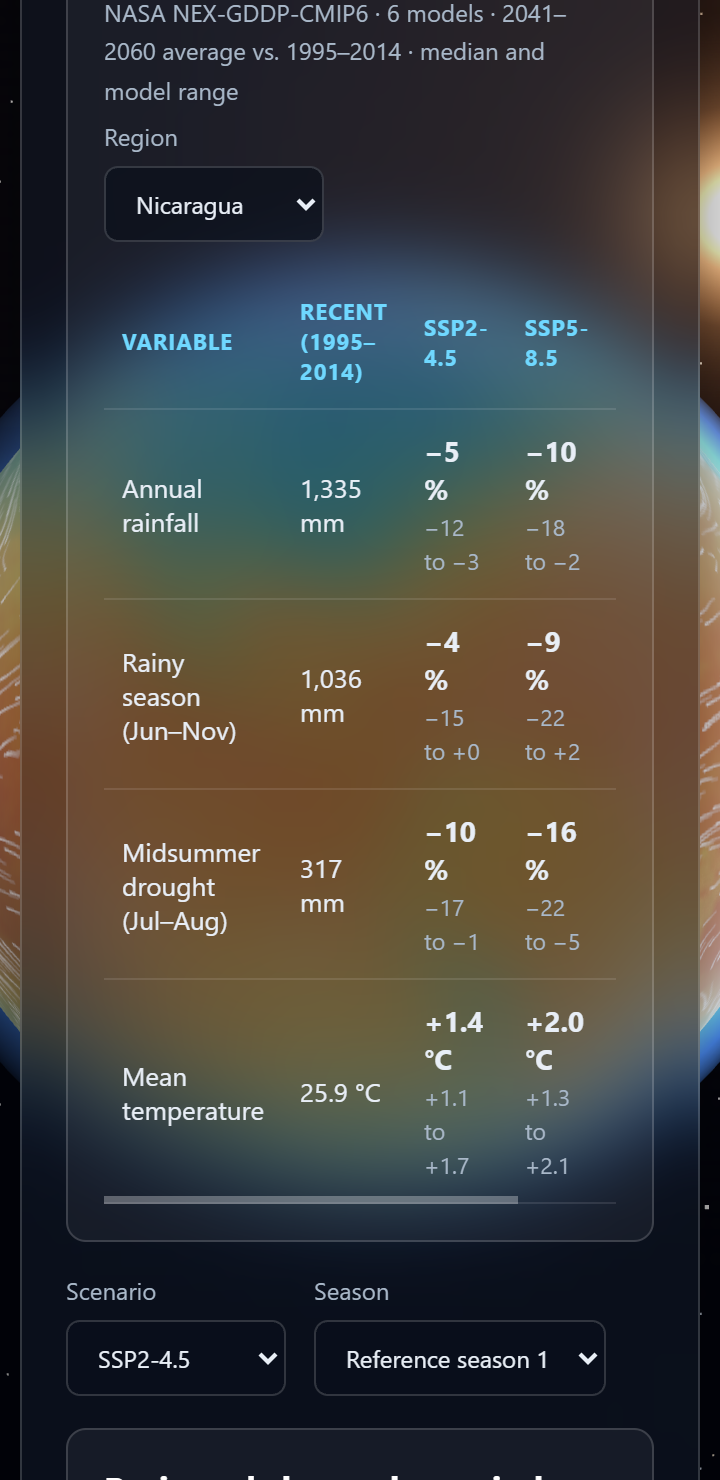 NASA NEX-GDDP-CMIP6 · 6 models · 2041–
2060 average vs. 1995–2014 · median and
model range
Region
Nicaragua
VARIABLE
RECENT
(1995–
2014)
SSP2-
4.5
SSP5-
8.5
Annual
rainfall
1,335
mm
−5
%
−12
to −3
−10
%
−18
to −2
Rainy
season
(Jun–Nov)
1,036
mm
−4
%
−15
to +0
−9
%
−22
to +2
Midsummer
drought
(Jul–Aug)
317
mm
−10
%
−17
to −1
−16
%
−22
to −5
Mean
temperature
25.9 °C
+1.4
°C
+1.1
to
+1.7
+2.0
°C
+1.3
to
+2.1
Scenario
Season
SSP2-4.5
Reference season 1